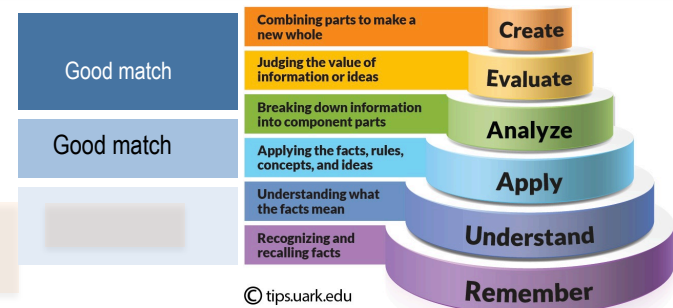 Good match
Good match
Combining parts to make a
new whole
Create
Judging the value of
information or ideas
Evaluate
Breaking down information
into component parts
Analyze
Applying the facts, rules,
concepts, and ideas
Apply
Understanding what
the facts mean
Understand
Recognizing and
recalling facts
Remember
© tips.uark.edu